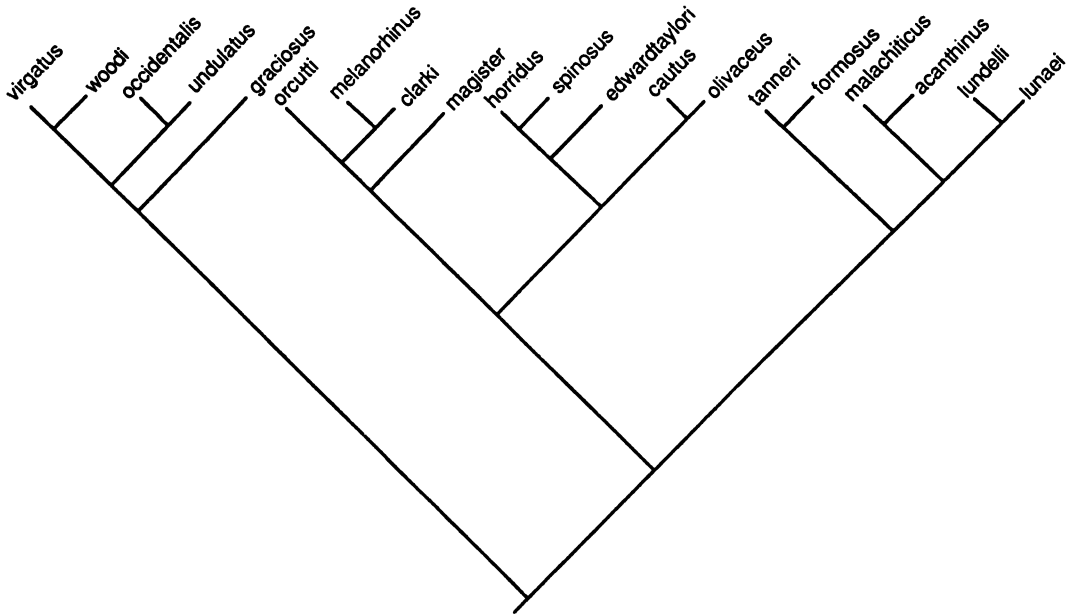 virgatus
woodi
occidentalis
undulatus
graciosus
orcutti
melanorhinus
clarki
magister
horridus
spinosus
edwardtaylori
cautus
olivaceus
tanneri
formosus
malachiticus
acanthinus
lundelli
lunaei